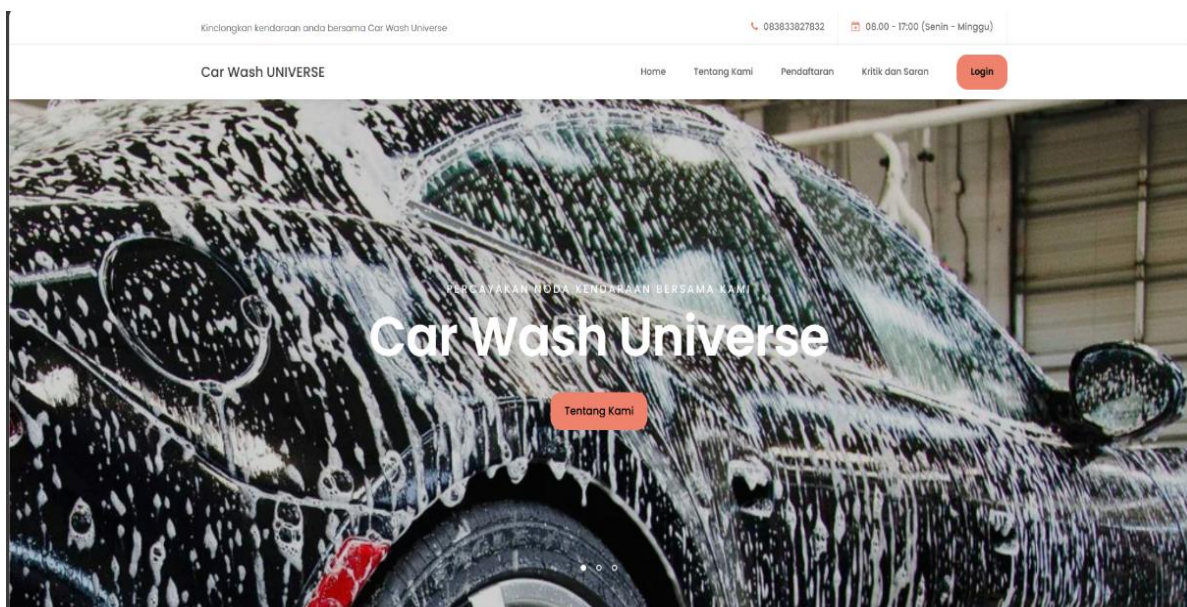 Kinclongkan kendaraan anda bersama Car Wash Universe
083833827832
08.00 - 17:00 (Senin - Minggu)
Car Wash UNIVERSE
Home
Tentang Kami
Pendaftaran
Kritik dan Saran
Login
PERCAYAKAN NODA KENDARAAN BERSAMA KAMI
Car Wash Universe
Tentang Kami